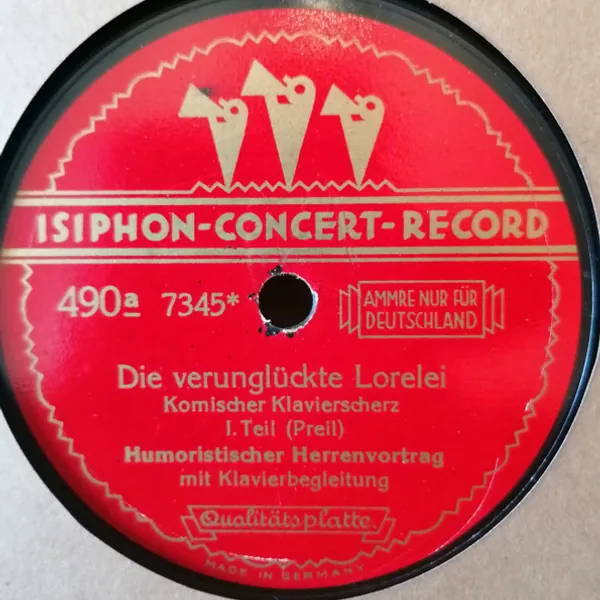 ISIPHON-CONCERT-RECORD
490a 7345*
AMMRE NUR FÜR
DEUTSCHLAND
Die verunglückte Lorelei
Komischer Klavierscherz
I. Teil (Preil)
Humoristischer Herrenvortrag
mit Klavierbegleitung
Qualitätsplatte.
MADE IN GERMANY